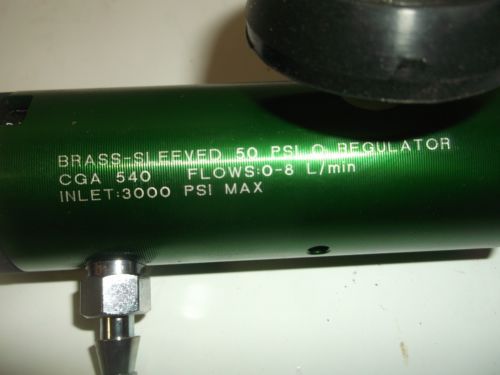 BRASS-SLEEVED 50 PSI O REGULATOR
CGA 540 FLOWS:0-8 L/min
INLET:3000 PSI MAX